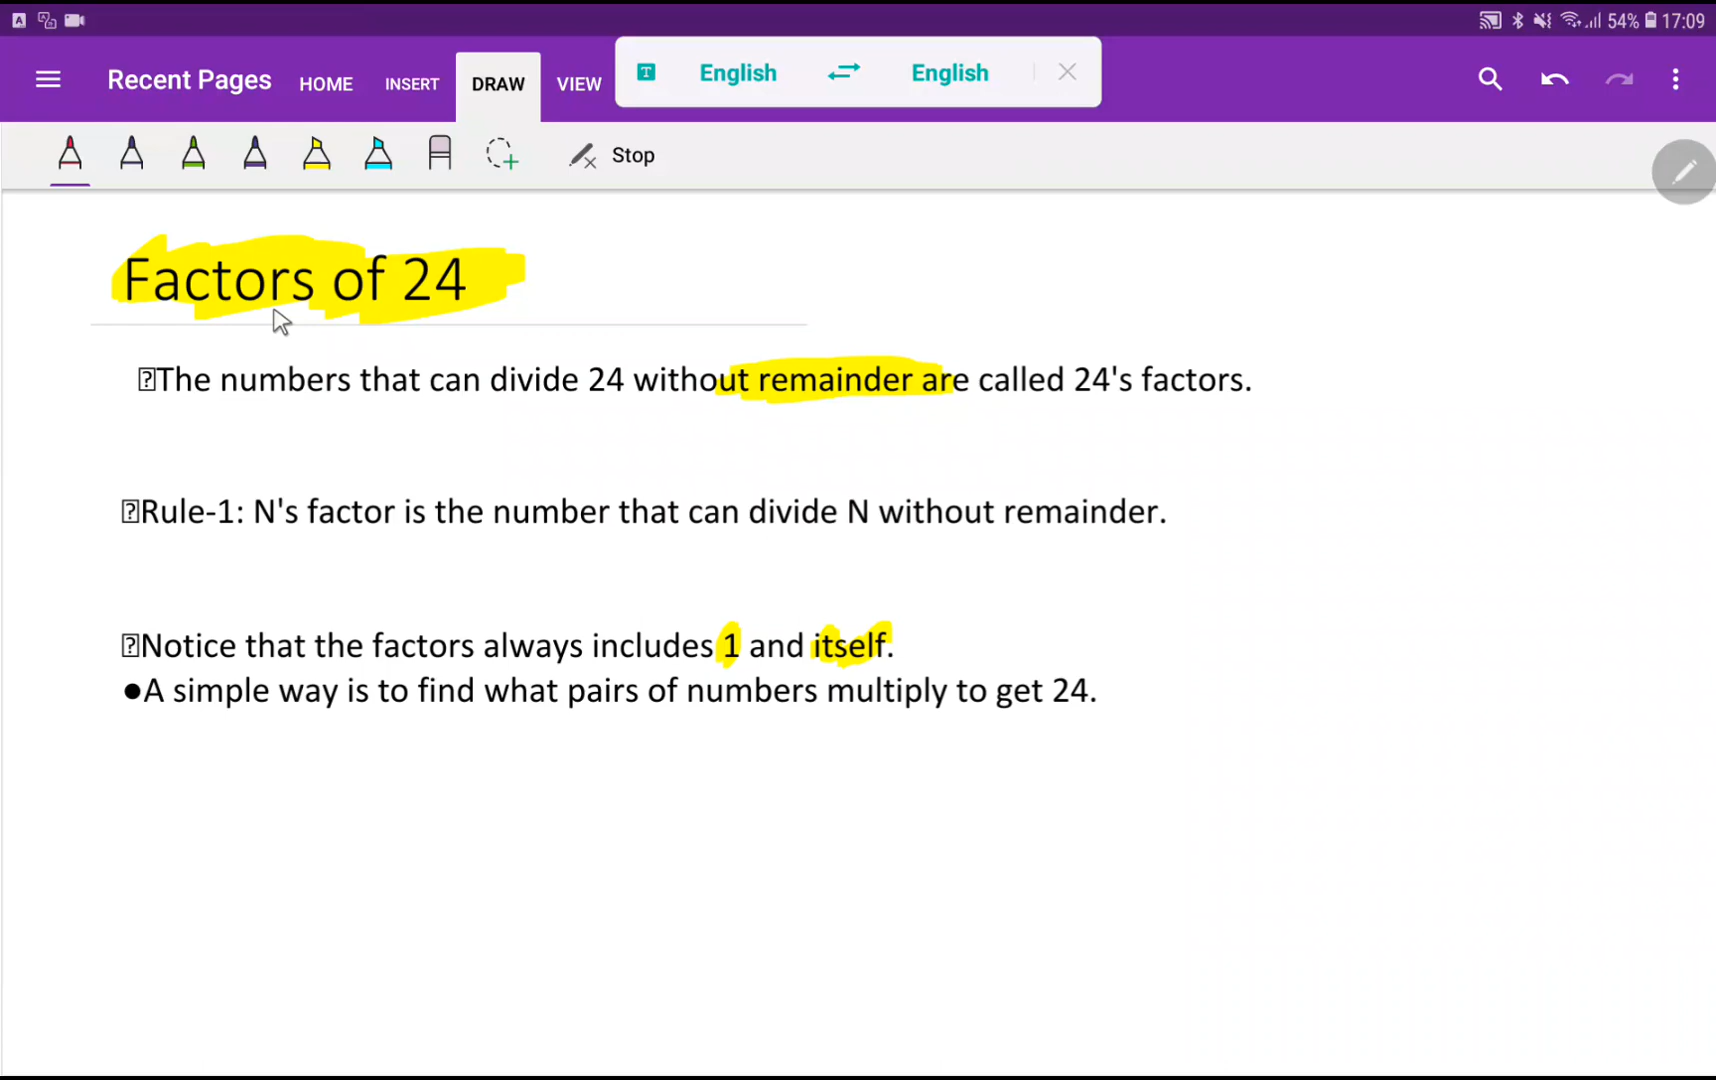 54% 17:09
Recent Pages HOME INSERT DRAW VIEW English English
Stop
Factors of 24
The numbers that can divide 24 without remainder are called 24's factors.
Rule-1: N's factor is the number that can divide N without remainder.
Notice that the factors always includes 1 and itself.
●A simple way is to find what pairs of numbers multiply to get 24.